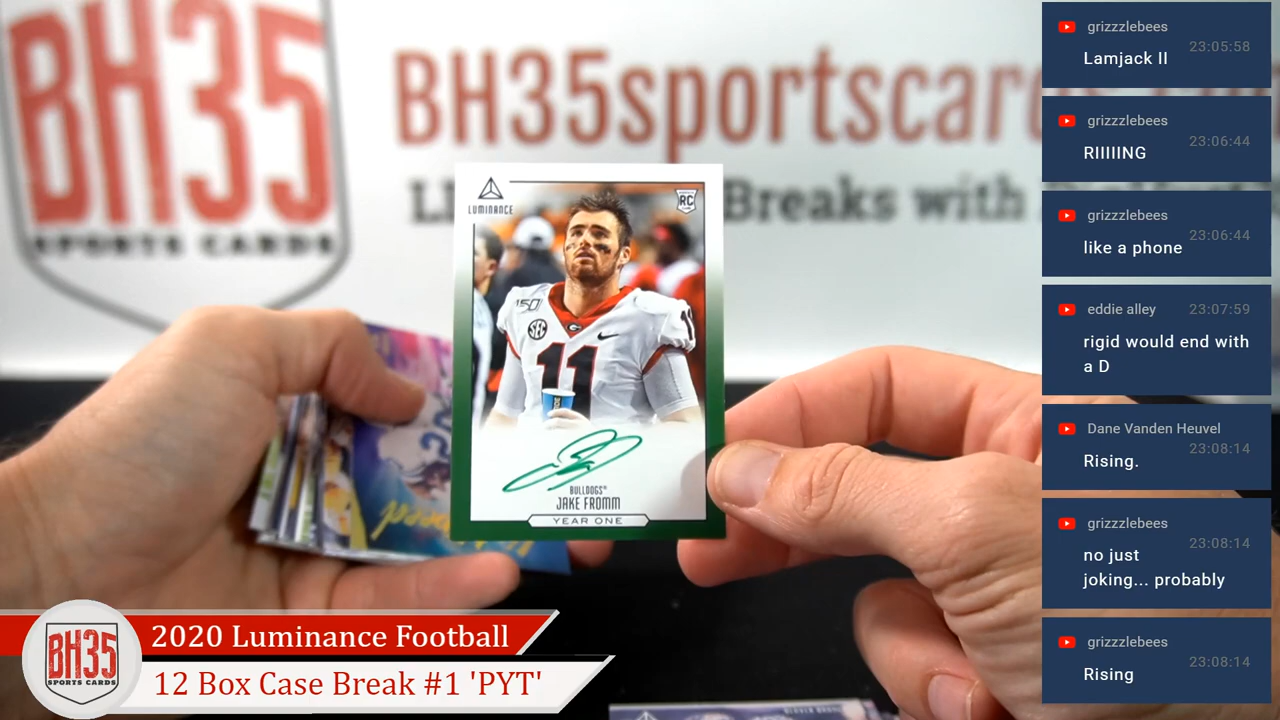 BH35
SPORTS CARDS
BH35sportscar
Breaks with
LUMINANCE
RC
150
SEC
G
11
1
BULLDOGS
JAKE FROMM
YEAR ONE
BH35
SPORTS CARDS
2020 Luminance Football
12 Box Case Break #1 'PYT'
grizzzlebees
23:05:58
Lamjack II
grizzzlebees
23:06:44
RIIIIING
grizzzlebees
23:06:44
like a phone
eddie alley
23:07:59
rigid would end with
a D
Dane Vanden Heuvel
23:08:14
Rising.
grizzzlebees
23:08:14
no just
joking... probably
grizzzlebees
23:08:14
Rising